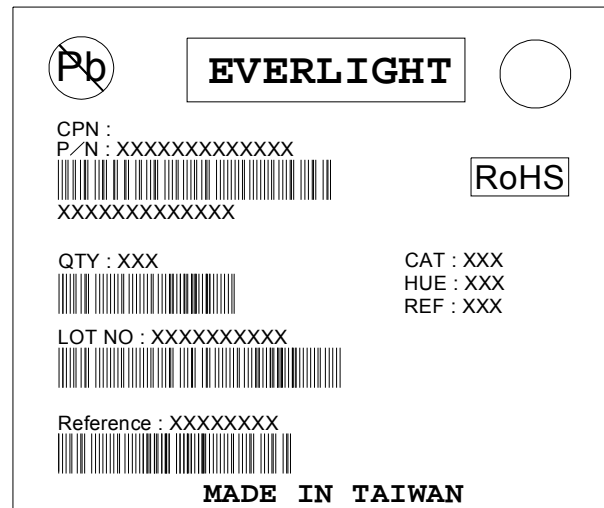 Pb
EVERLIGHT
CPN :
P/N : XXXXXXXXXXXXX
RoHS
XXXXXXXXXXXXX
QTY : XXX
CAT : XXX
HUE : XXX
REF : XXX
LOT NO : XXXXXXXXXX
Reference : XXXXXXXX
MADE IN TAIWAN